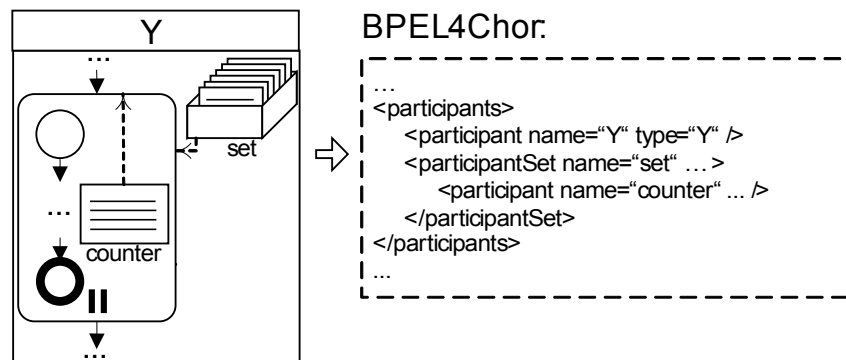 Y
...
set
...
counter
...
BPEL4Chor:
...
<participants>
<participant name=“Y“ type=“Y“ />
<participantSet name=“set“ ... >
<participant name=“counter“ ... />
</participantSet>
</participants>
...